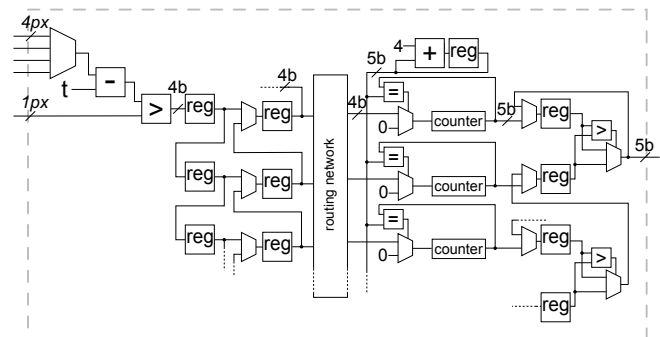 4px
t
-
1px
>
4b
reg
reg
4b
reg
reg
reg
reg
routing network
4b
4
+
reg
5b
=
0
counter
5b
=
0
counter
=
0
counter
reg
>
reg
5b
reg
>
reg